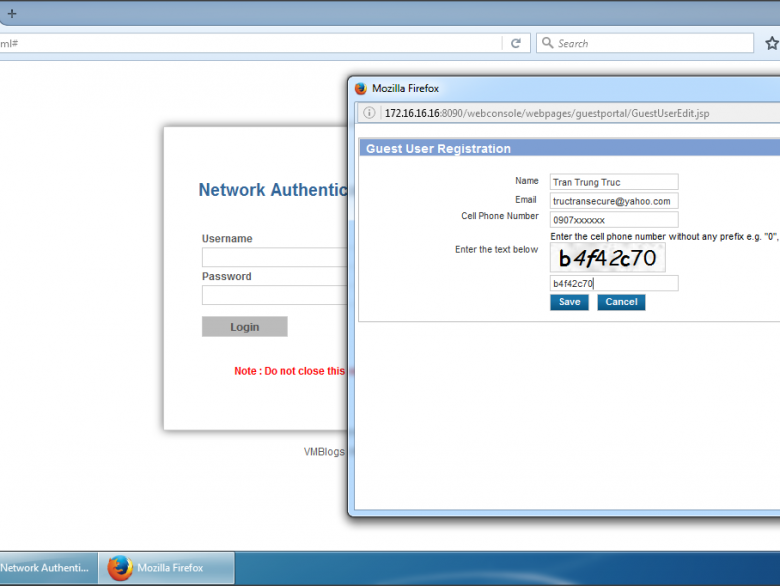 +
ml#
Search
Mozilla Firefox
172.16.16.16:8090/webconsole/webpages/guestportal/GuestUserEdit.jsp
Guest User Registration
Name Tran Trung Truc
Email tructransecure@yahoo.com
Cell Phone Number 0907xxxxxx
Enter the cell phone number without any prefix e.g. "0",
Enter the text below b4f42c70
b4f42c70
Save Cancel
Network Authentic
Username
Password
Login
Note : Do not close this
VMBlogs
Network Authenti... Mozilla Firefox